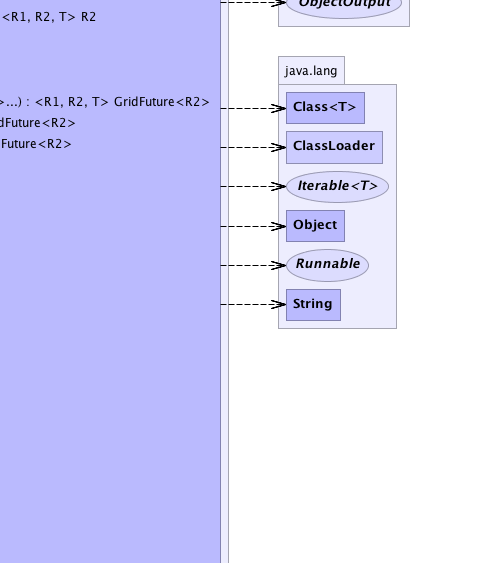 ObjectOutput
<R1, R2, T> R2
java.lang
>...) : <R1, R2, T> GridFuture<R2>
Class<T>
dFuture<R2>
Future<R2>
ClassLoader
Iterable<T>
Object
Runnable
String